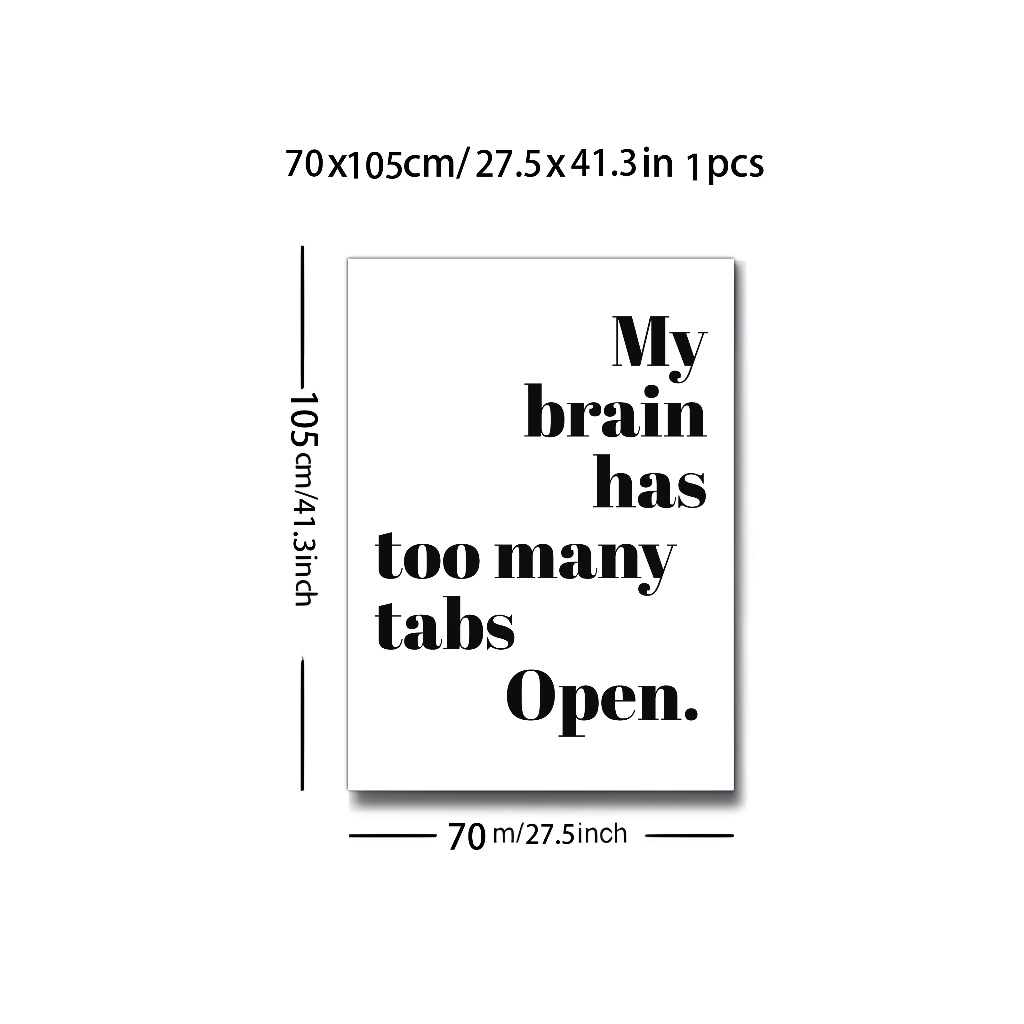 70x105cm/27.5x41.3in 1pcs
105cm/41.3inch
My
brain
has
too many
tabs
Open.
70 m/27.5inch